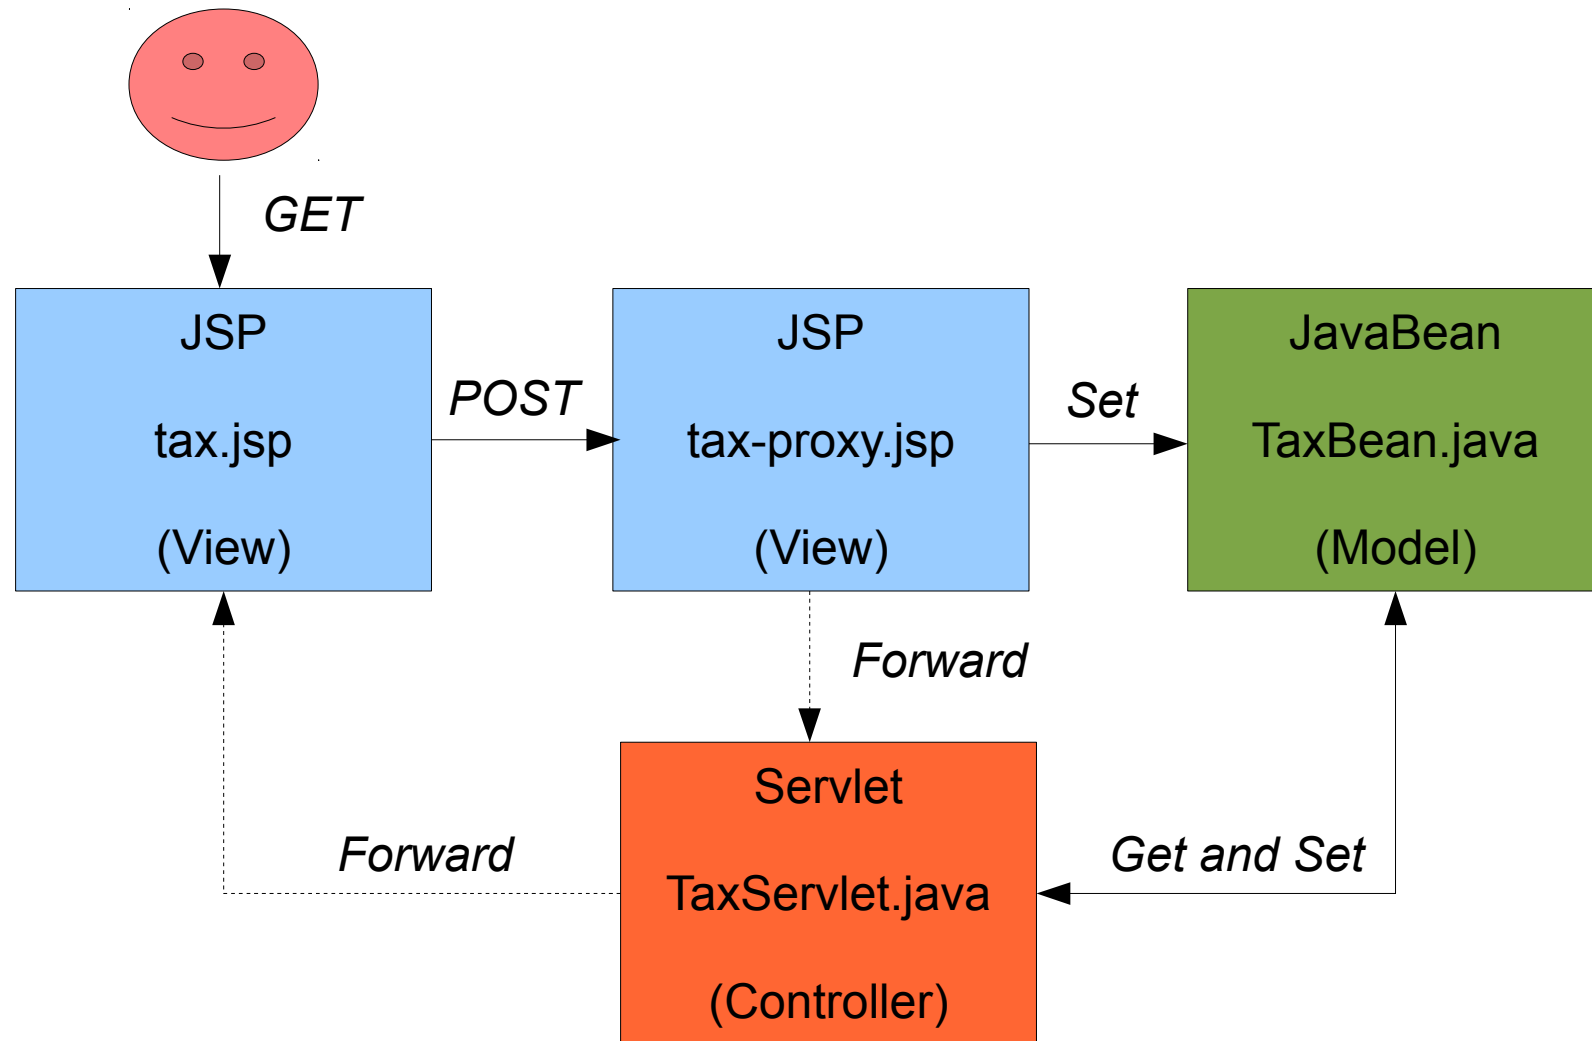 GET
JSP
tax.jsp
(View)
POST
JSP
tax-proxy.jsp
(View)
Set
JavaBean
TaxBean.java
(Model)
Forward
Forward
Servlet
TaxServlet.java
(Controller)
Get and Set